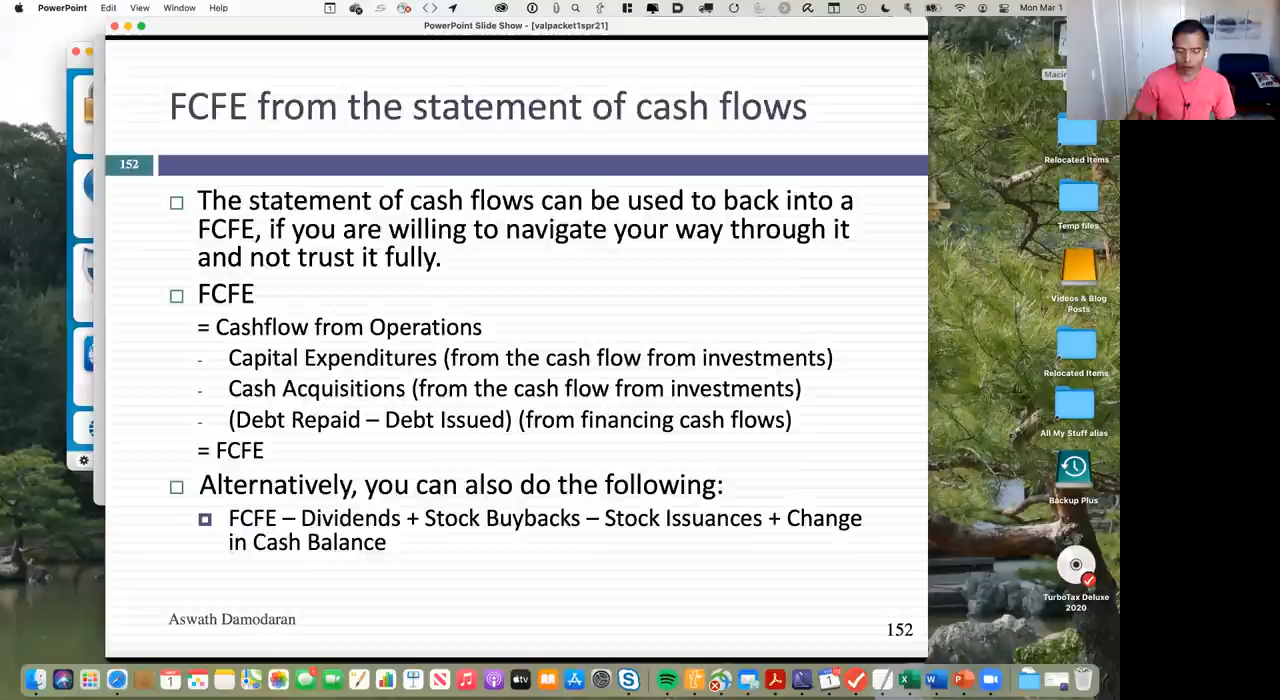 PowerPoint Edit View Window Help
Mon Mar 1
PowerPoint Slide Show - [valpacket1spr21]
FCFE from the statement of cash flows
152
□ The statement of cash flows can be used to back into a
FCFE, if you are willing to navigate your way through it
and not trust it fully.
□ FCFE
= Cashflow from Operations
- Capital Expenditures (from the cash flow from investments)
- Cash Acquisitions (from the cash flow from investments)
- (Debt Repaid – Debt Issued) (from financing cash flows)
= FCFE
□ Alternatively, you can also do the following:
FCFE – Dividends + Stock Buybacks – Stock Issuances + Change
in Cash Balance
Aswath Damodaran
152
Relocated Items
Temp files
Videos & Blog
Posts
Relocated Items
All My Stuff alias
Backup Plus
TurboTax Deluxe
2020